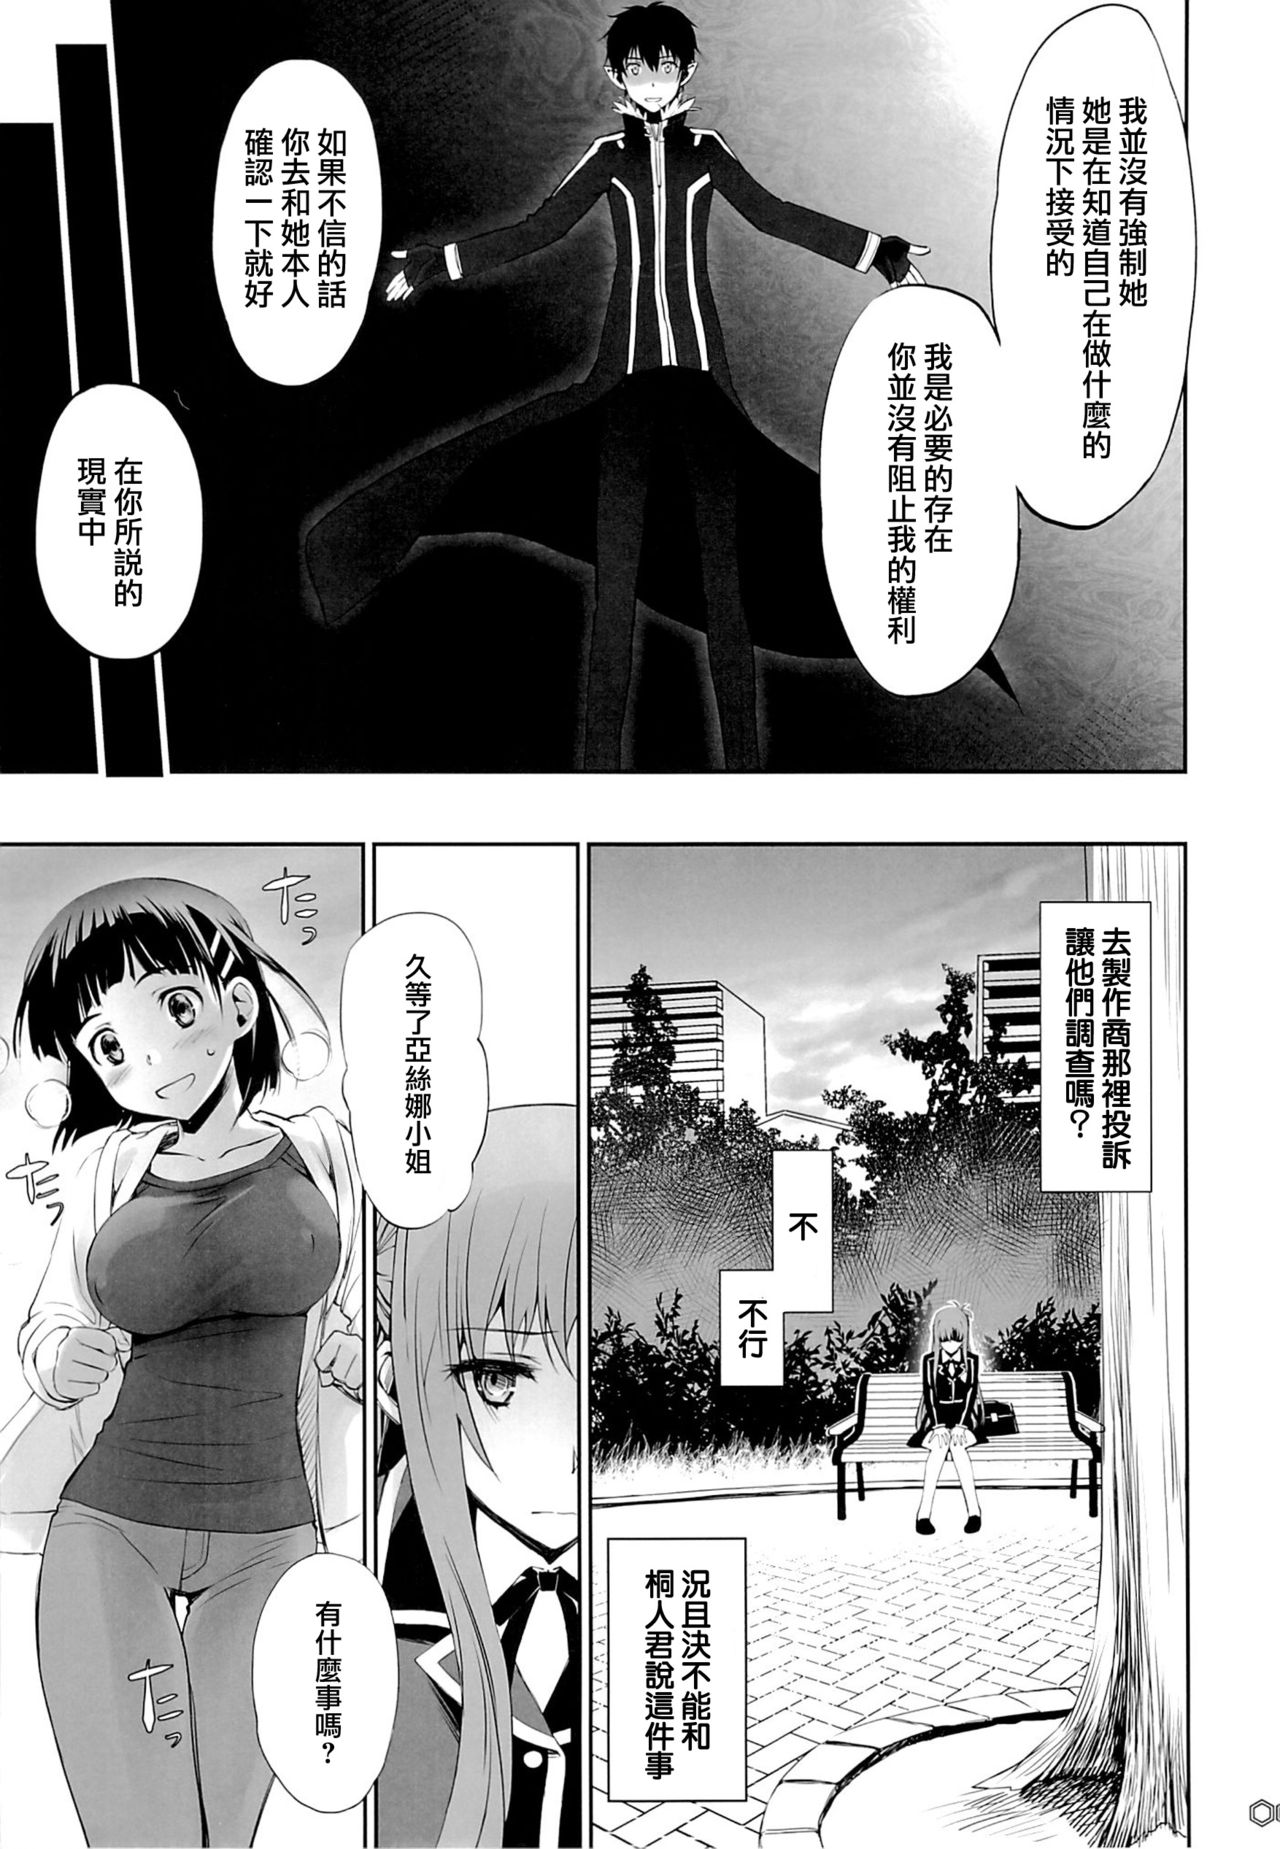 我並沒有強制她
她是在知道自己在做什麼的
情況下接受的
我是必要的存在
你並沒有阻止我的權利
如果不信的話
你去和她本人
確認一下就好
在你所說的
現實中
去製作商那裡投訴
讓他們調查嗎？
不
不行
況且決不能和
桐人君說這件事
久等了亞絲娜小姐
たたっ
たっ
たっ
有什麼事嗎？